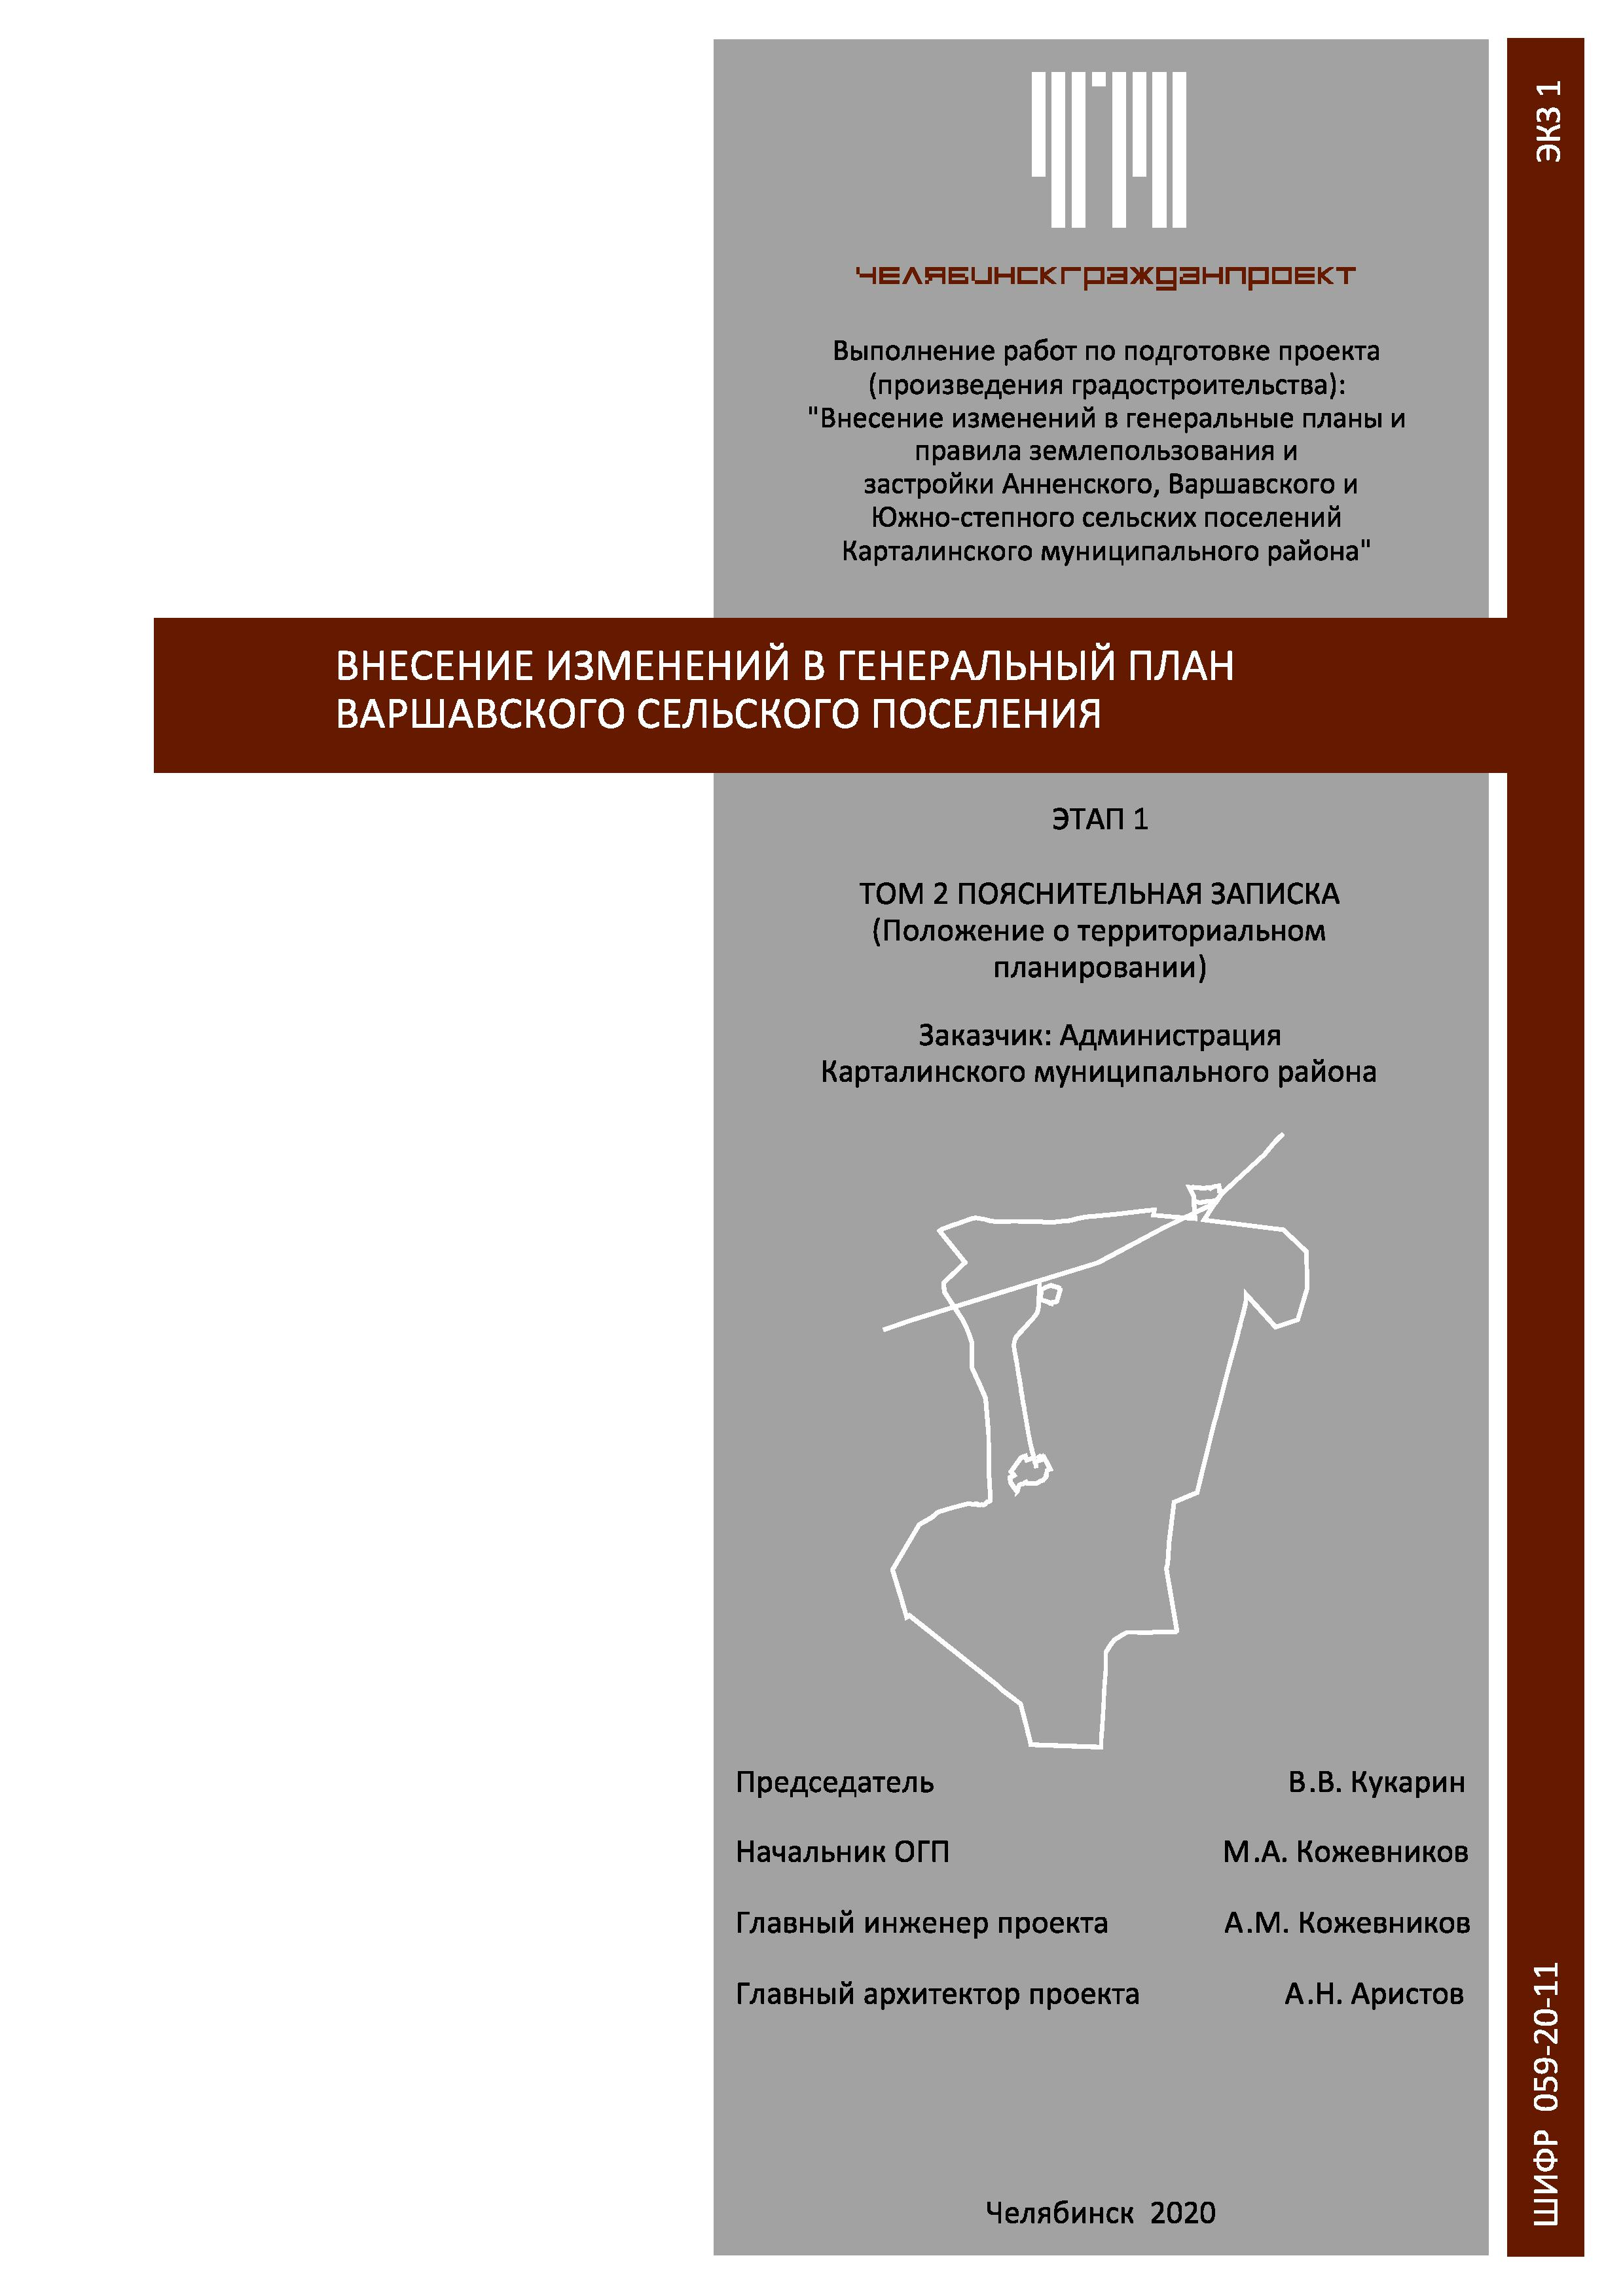 ЭКЗ 1
ЧЕЛЯБИНСКГРАЖДАНПРОЕКТ
Выполнение работ по подготовке проекта
(произведения градостроительства):
"Внесение изменений в генеральные планы и
правила землепользования и
застройки Анненского, Варшавского и
Южно-степного сельских поселений
Карталинского муниципального района"
ВНЕСЕНИЕ ИЗМЕНЕНИЙ В ГЕНЕРАЛЬНЫЙ ПЛАН
ВАРШАВСКОГО СЕЛЬСКОГО ПОСЕЛЕНИЯ
ЭТАП 1
ТОМ 2 ПОЯСНИТЕЛЬНАЯ ЗАПИСКА
(Положение о территориальном
планировании)
Заказчик: Администрация
Карталинского муниципального района
Председатель В.В. Кукарин
Начальник ОГП М.А. Кожевников
Главный инженер проекта А.М. Кожевников
Главный архитектор проекта А.Н. Аристов
Челябинск 2020
ШИФР 059-20-11